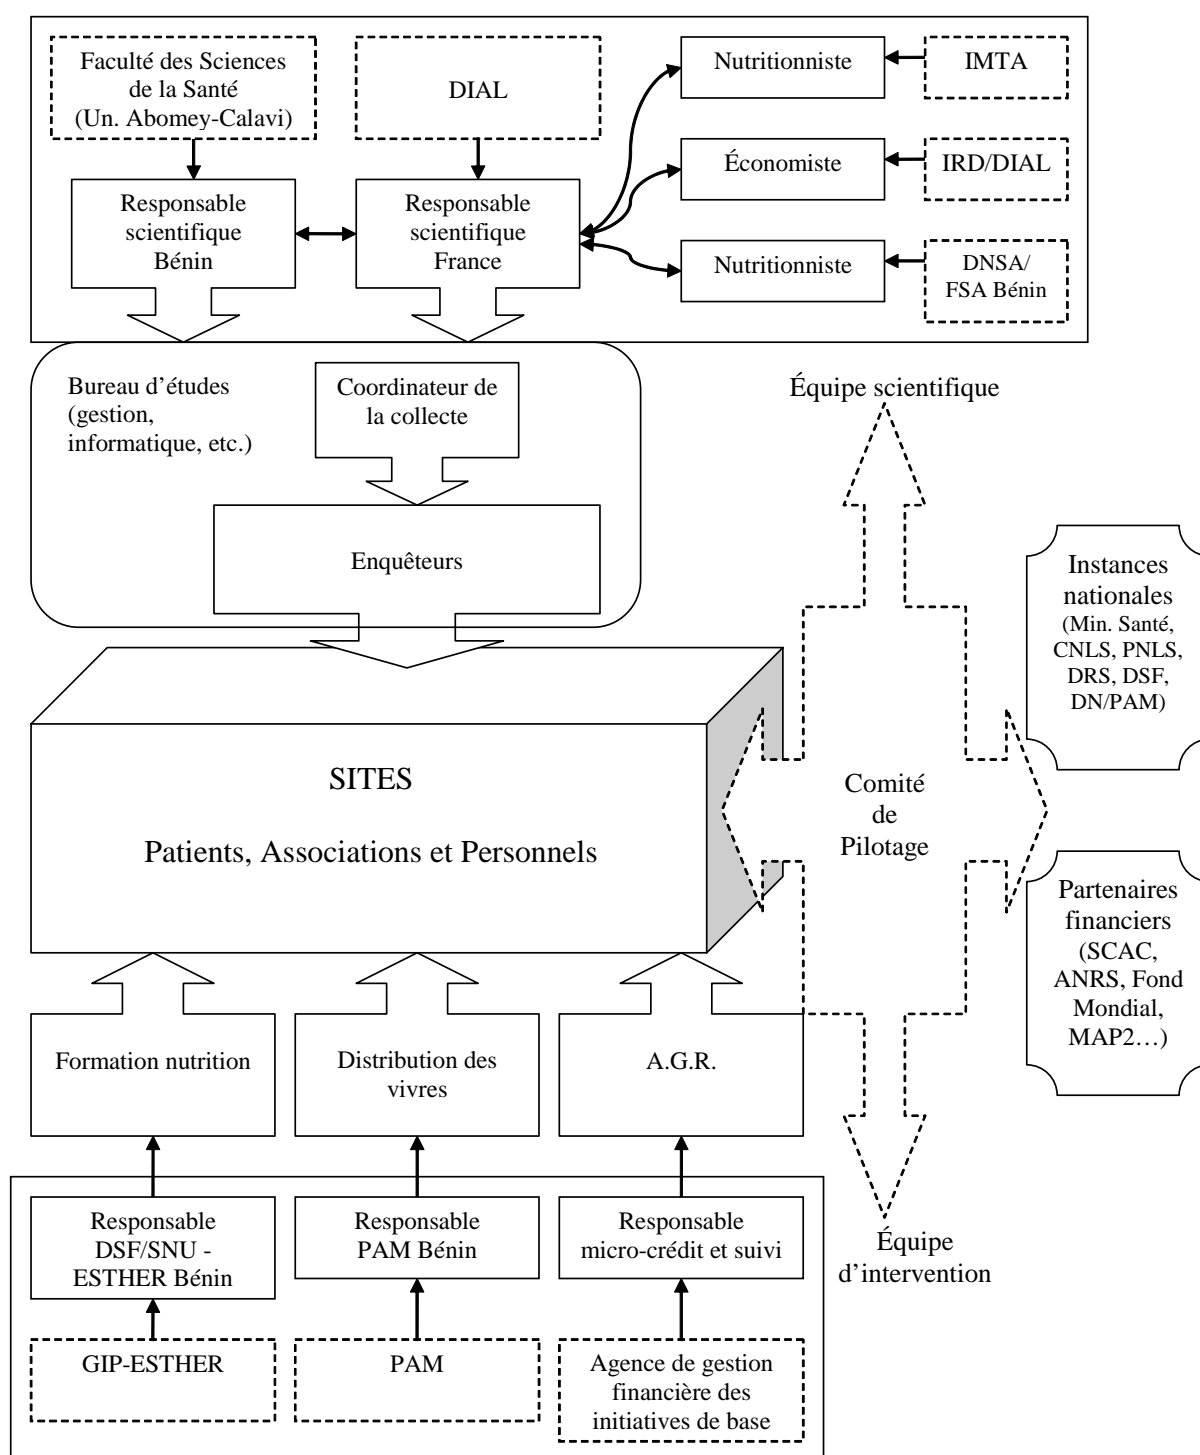 Faculté des Sciences
de la Santé
(Un. Abomey-Calavi)
DIAL
Nutritionniste
IMTA
Économiste
IRD/DIAL
Responsable
scientifique
Bénin
Responsable
scientifique
France
Nutritionniste
DNSA/
FSA Bénin
Bureau d’études
(gestion,
informatique, etc.)
Coordinateur de
la collecte
Enquêteurs
Équipe scientifique
Instances
nationales
(Min. Santé,
CNLS, PNLS,
DRS, DSF,
DN/PAM)
SITES
Patients, Associations et Personnels
Comité
de
Pilotage
Partenaires
financiers
(SCAC,
ANRS, Fond
Mondial,
MAP2…)
Formation nutrition
Distribution des
vivres
A.G.R.
Responsable
DSF/SNU -
ESTHER Bénin
Responsable
PAM Bénin
Responsable
micro-crédit et suivi
Équipe
d’intervention
GIP-ESTHER
PAM
Agence de gestion
financière des
initiatives de base